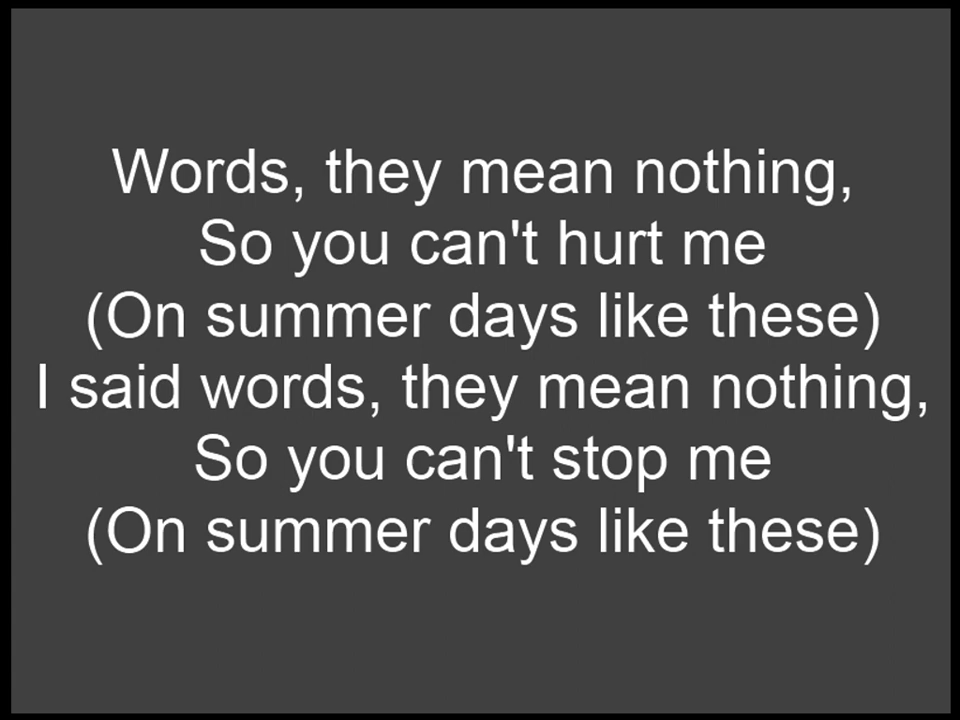 Words, they mean nothing,
So you can't hurt me
(On summer days like these)
I said words, they mean nothing,
So you can't stop me
(On summer days like these)